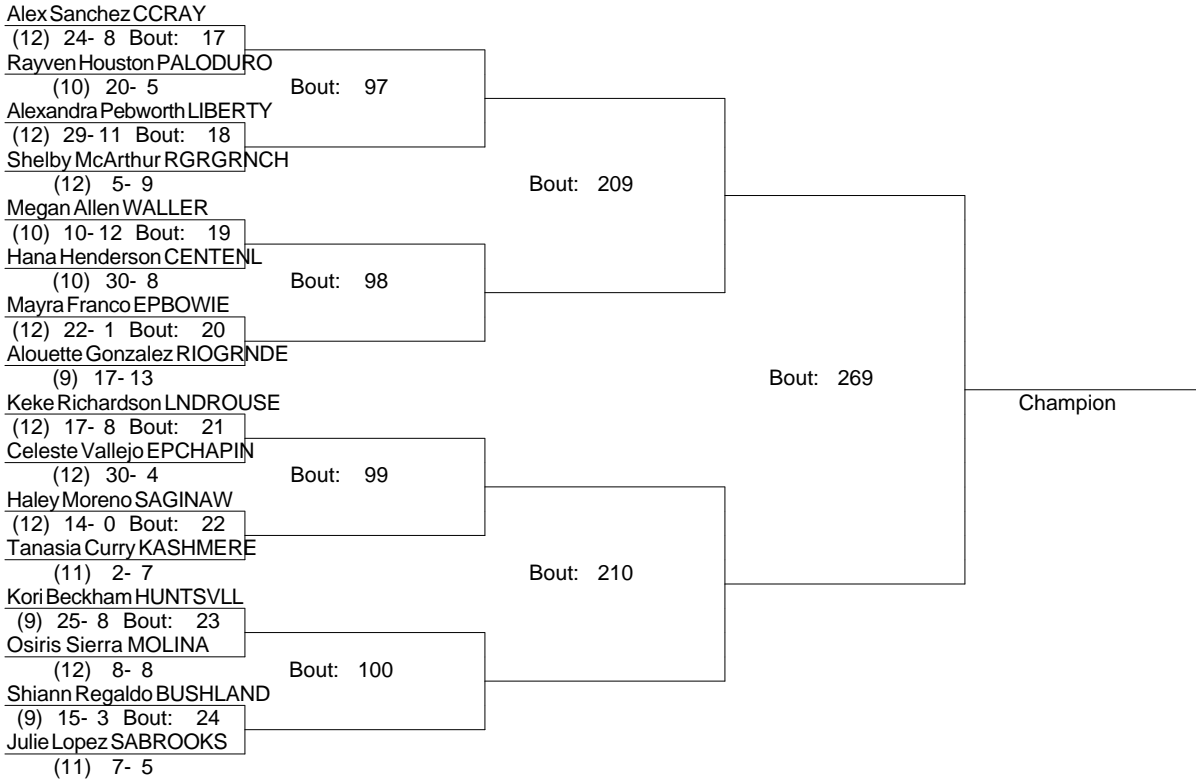 Alex Sanchez CCRAY
(12) 24- 8 Bout: 17
Rayven Houston PALODURO
(10) 20- 5 Bout: 97
Alexandra Pebworth LIBERTY
(12) 29- 11 Bout: 18
Shelby McArthur RGRGRNCH
(12) 5- 9 Bout: 209
Megan Allen WALLER
(10) 10- 12 Bout: 19
Hana Henderson CENTENL
(10) 30- 8 Bout: 98
Mayra Franco EPBOWIE
(12) 22- 1 Bout: 20
Alouette Gonzalez RIOGRNDE
(9) 17- 13 Bout: 269
Keke Richardson LNDROUSE Champion
(12) 17- 8 Bout: 21
Celeste Vallejo EPCHAPIN
(12) 30- 4 Bout: 99
Haley Moreno SAGINAW
(12) 14- 0 Bout: 22
Tanasia Curry KASHMERE
(11) 2- 7 Bout: 210
Kori Beckham HUNTSVLL
(9) 25- 8 Bout: 23
Osiris Sierra MOLINA
(12) 8- 8 Bout: 100
Shiann Regaldo BUSHLAND
(9) 15- 3 Bout: 24
Julie Lopez SABROOKS
(11) 7- 5